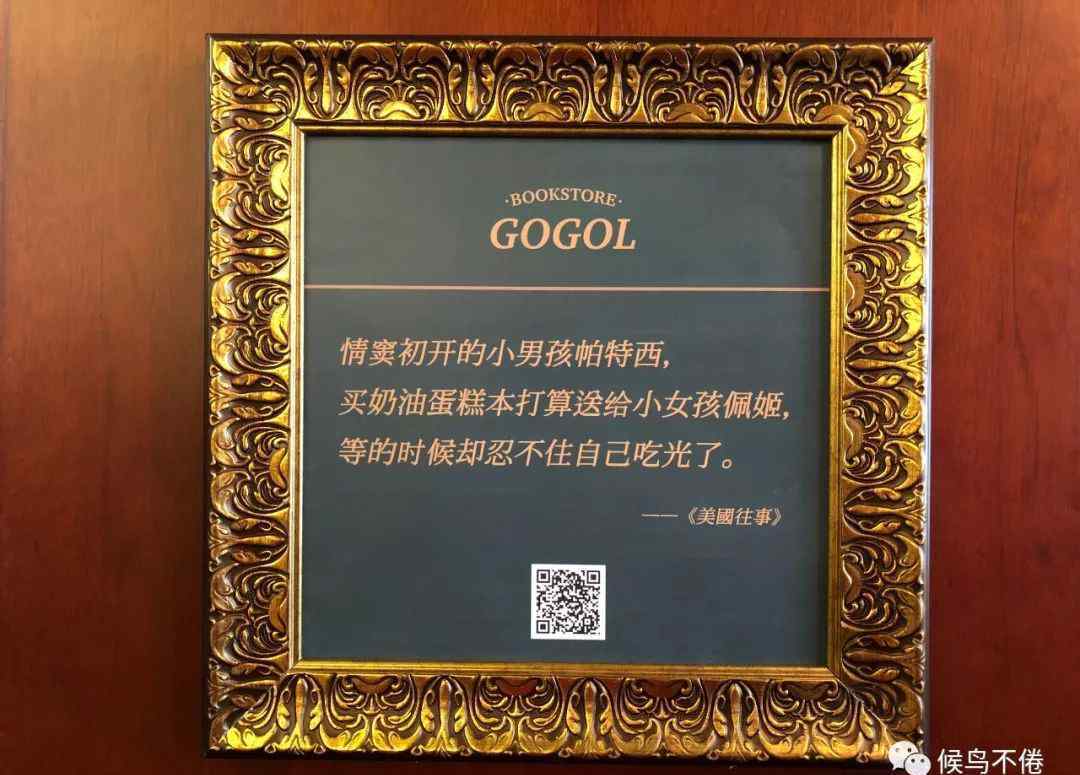 ·BOOKSTORE·
GOGOL
情窦初开的小男孩帕特西，
买奶油蛋糕本打算送给小女孩佩姬，
等的时候却忍不住自己吃光了。
——《美國往事》
候鸟不倦